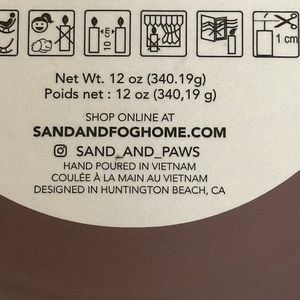 10
1 cm
Net Wt. 12 oz (340.19g)
Poids net : 12 oz (340,19 g)
SHOP ONLINE AT
SANDANDFOGHOME.COM
SAND_AND_PAWS
HAND POURED IN VIETNAM
COULÉE À LA MAIN AU VIETNAM
DESIGNED IN HUNTINGTON BEACH, CA